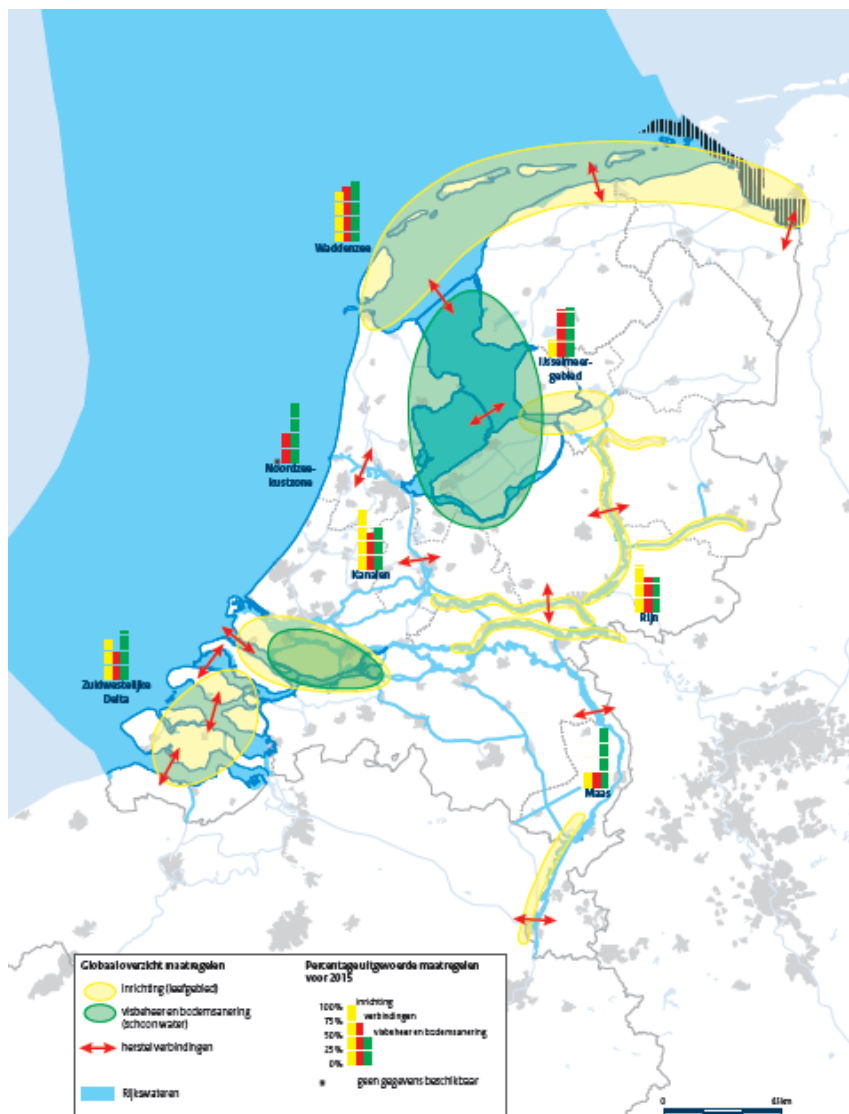 Waddenzee
IJsselmeer-
gebied
Noordzee-
kustzone
Kanalen
Rijn
Zuidwestelijke
Delta
Maas
Globaal overzicht maatregelen
inrichting (leefgebied)
visbeheer en bodemsanering
(schoon water)
herstel verbindingen
Rijkswateren
Percentage uitgewerkte maatregelen
voor 2015
inrichting
100%
verbindingen
75%
visbeheer en bodemsanering
50%
25%
0%
* geen gegevens beschikbaar
0